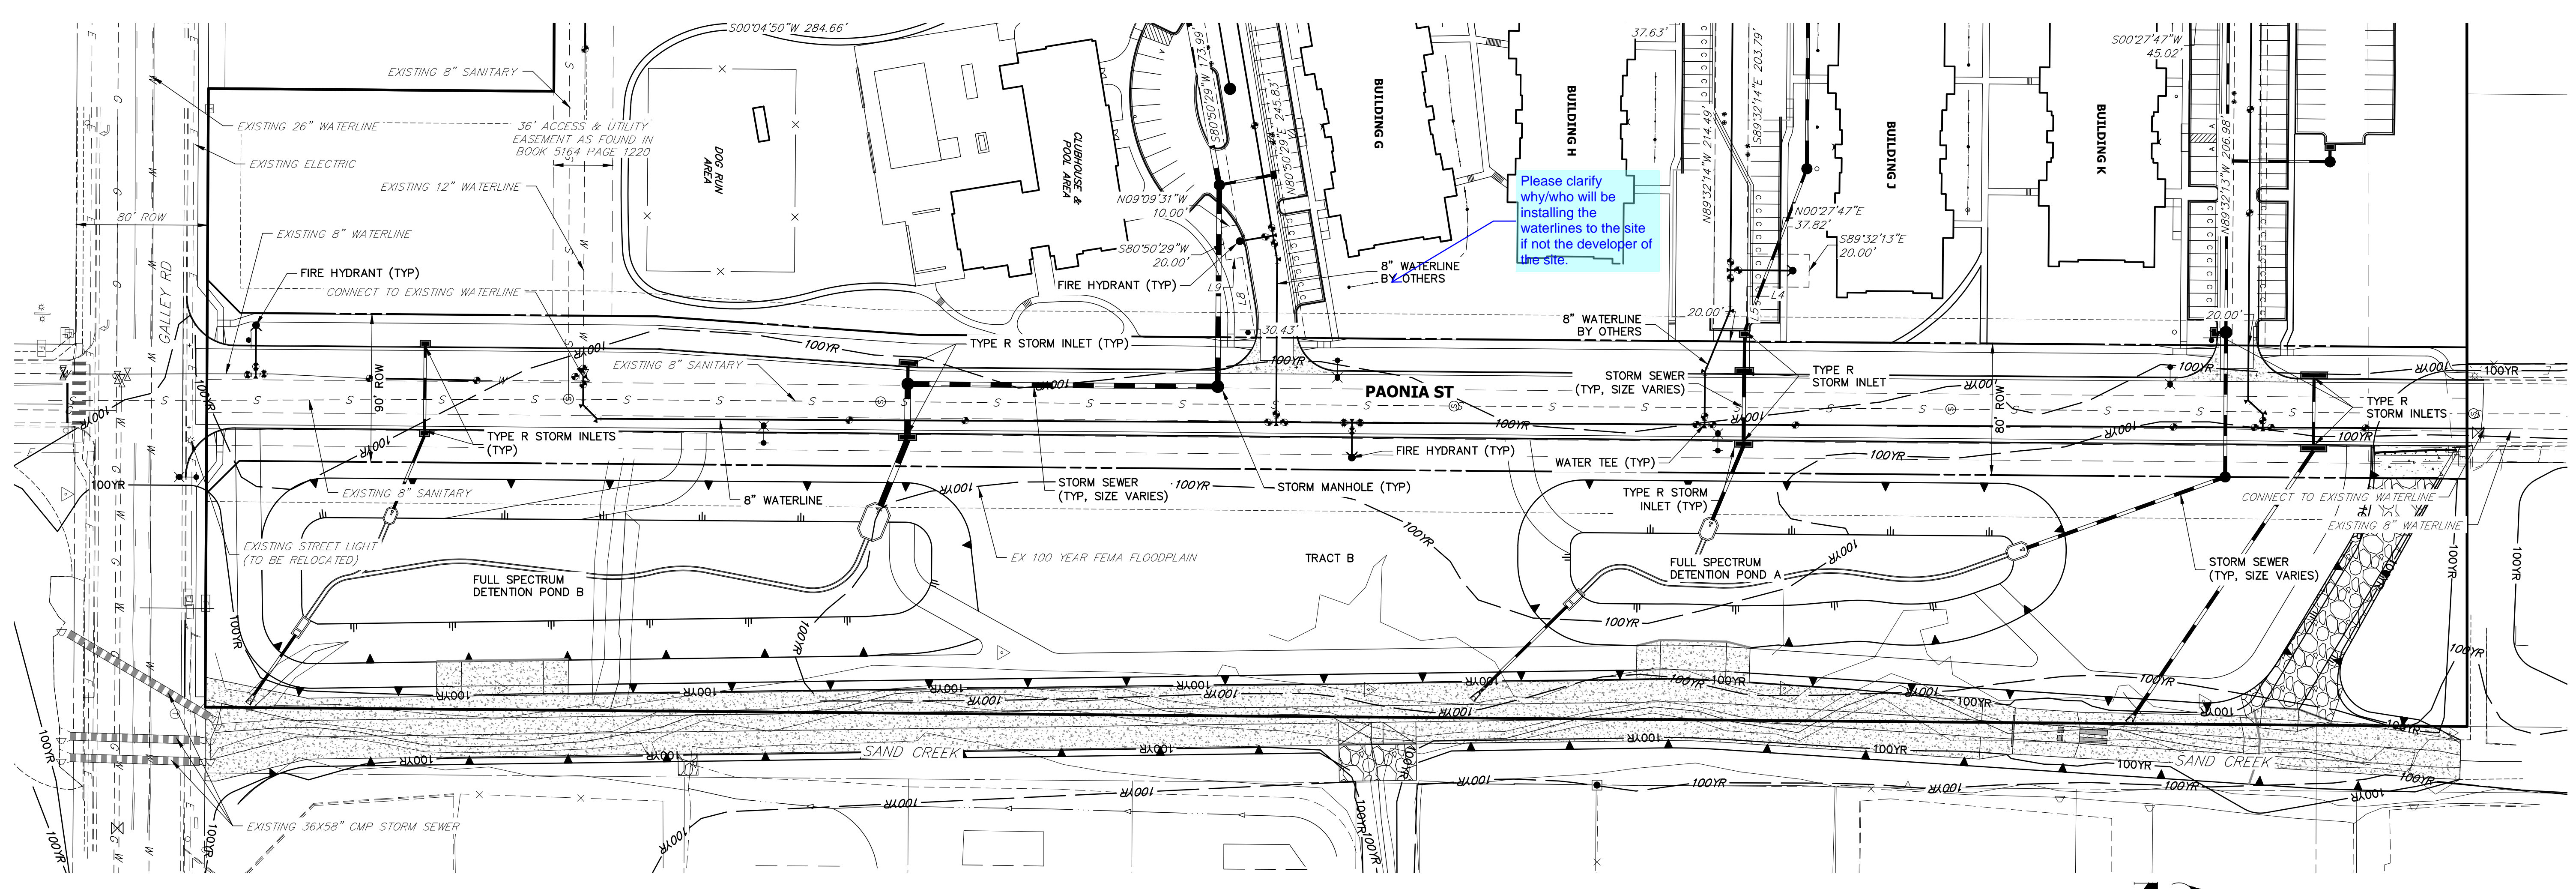 S00°04'50"W 284.66'
EXISTING 8" SANITARY
EXISTING 26" WATERLINE
36' ACCESS & UTILITY
EASEMENT AS FOUND IN
BOOK 5164 PAGE 1220
EXISTING ELECTRIC
EXISTING 12" WATERLINE
80' ROW
EXISTING 8" WATERLINE
FIRE HYDRANT (TYP)
CONNECT TO EXISTING WATERLINE
GALLEY RD
DOG RUN
AREA
CLUBHOUSE &
POOL AREA
S80°50'29"W 173.99'
N80°50'29"E 245.83'
N09°09'31"W
10.00'
S80°50'29"W
20.00'
FIRE HYDRANT (TYP)
L9
L8
30.43'
BUILDING G
BUILDING H
37.63'
Please clarify
why/who will be
installing the
waterlines to the site
if not the developer of
the site.
8" WATERLINE
BY OTHERS
8" WATERLINE
BY OTHERS
N89°32'14"W 214.49'
S89°32'14"E 203.79'
N00°27'47"E
37.82'
S89°32'13"E
20.00'
L4
L5
20.00'
BUILDING J
BUILDING K
S00°27'47"W
45.02'
N89°32'13"W 206.98'
20.00'
90' ROW
EXISTING 8" SANITARY
TYPE R STORM INLET (TYP)
PAONIA ST
STORM SEWER
(TYP, SIZE VARIES)
TYPE R
STORM INLET
80' ROW
TYPE R
STORM INLETS
TYPE R STORM INLETS
(TYP)
EXISTING 8" SANITARY
8" WATERLINE
STORM SEWER
(TYP, SIZE VARIES)
STORM MANHOLE (TYP)
FIRE HYDRANT (TYP)
WATER TEE (TYP)
TYPE R STORM
INLET (TYP)
CONNECT TO EXISTING WATERLINE
EXISTING 8" WATERLINE
EXISTING STREET LIGHT
(TO BE RELOCATED)
EX 100 YEAR FEMA FLOODPLAIN
TRACT B
FULL SPECTRUM
DETENTION POND B
FULL SPECTRUM
DETENTION POND A
STORM SEWER
(TYP, SIZE VARIES)
100YR
100YR
100YR
100YR
100YR
100YR
SAND CREEK
SAND CREEK
EXISTING 36X58" CMP STORM SEWER